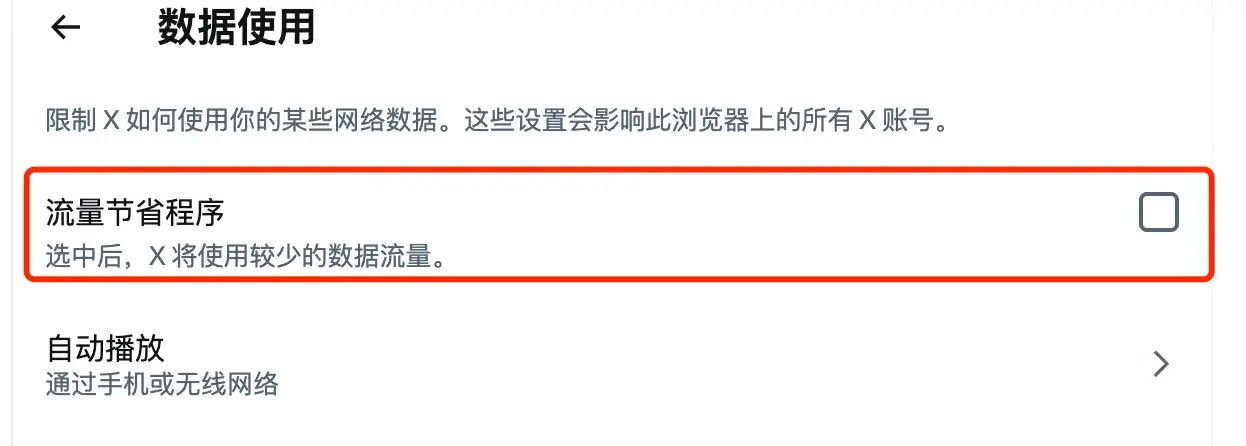 数据使用
限制 X 如何使用你的某些网络数据。这些设置会影响此浏览器上的所有 X 账号。
流量节省程序
选中后，X 将使用较少的数据流量。
自动播放
通过手机或无线网络